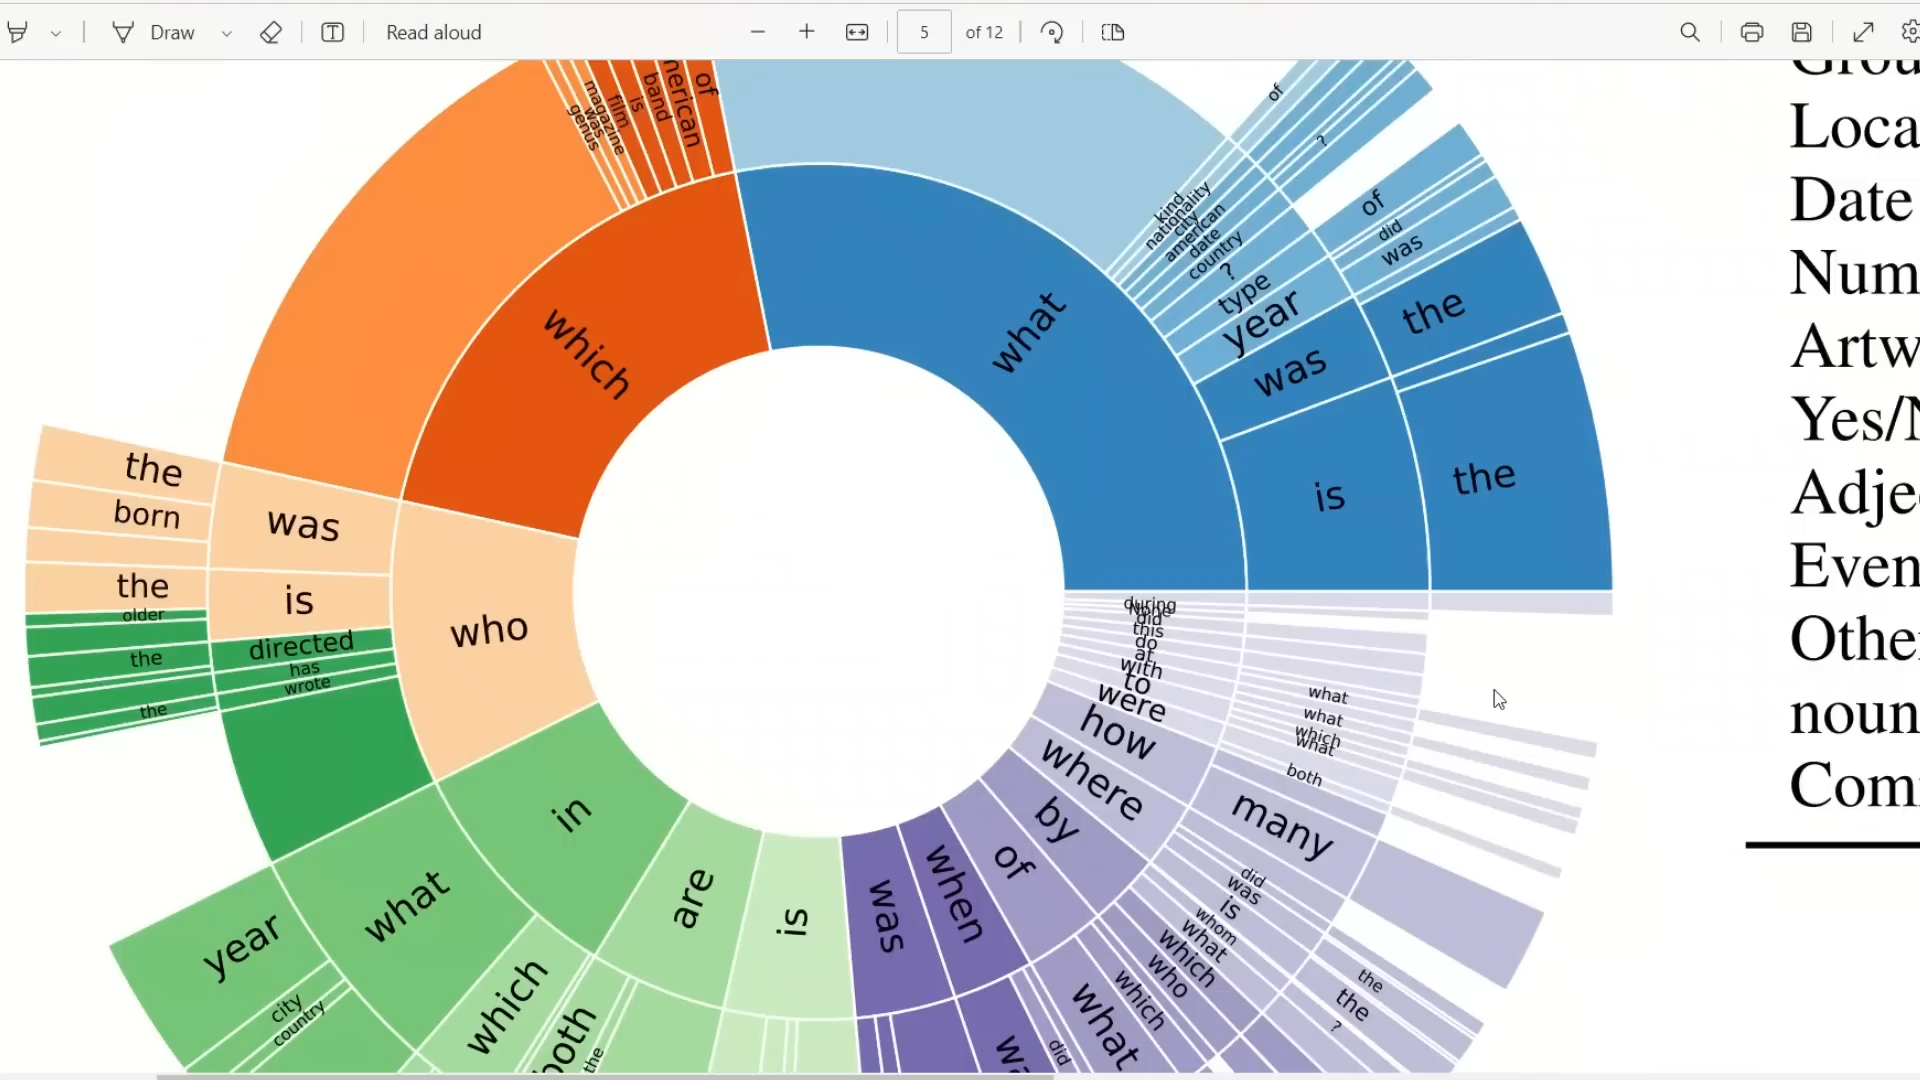 Draw
Read aloud
5
of 12
of
band
is
film
magazine
was
genus
which
what
of
?
kind
nationality
city
american
date
country
?
type
year
was
is
of
did
was
the
the
the
born
the
older
the
the
was
is
directed
has
wrote
who
in
what
year
city
country
which
both
the
are
is
was
when
of
by
where
how
were
to
with
at
do
this
did
None
during
what
what
which
what
both
many
did
was
is
whom
what
which
who
which
what
did
the
the
?
Loca
Date
Num
Artw
Yes/N
Adje
Even
Othe
noun
Com